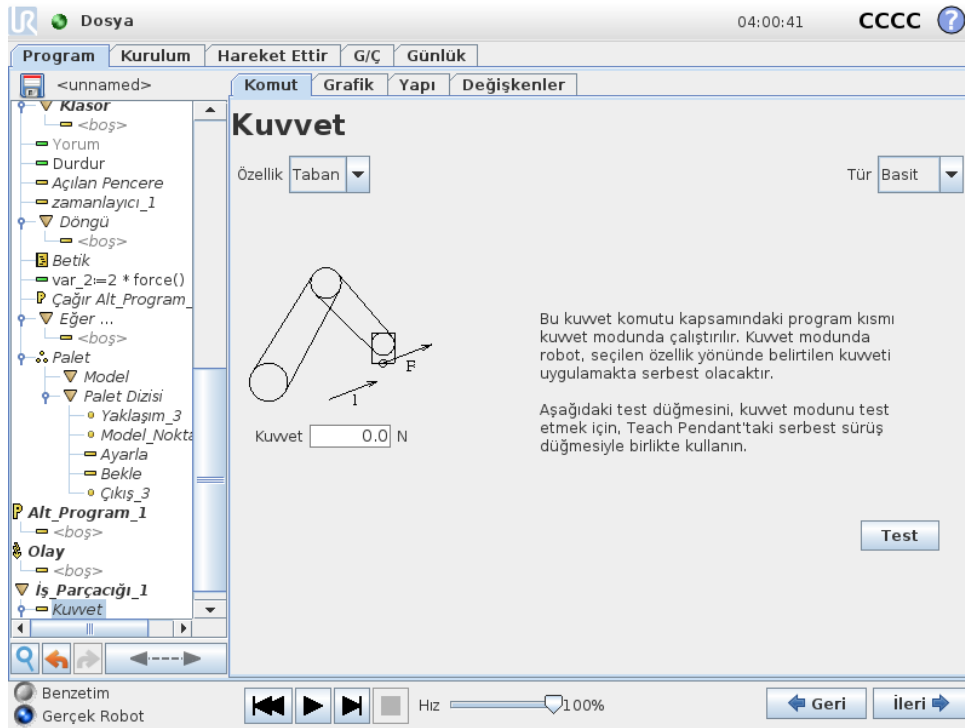 UR Dosya 04:00:41 CCCC ?
Program Kurulum Hareket Ettir G/Ç Günlük
<unnamed>
Komut Grafik Yapı Değişkenler
Klasör
<boş>
Yorum
Durdur
Açılan Pencere
zamanlayıcı_1
Döngü
<boş>
Betik
var_2:=2 * force()
P Çağır Alt_Program_
Eğer ...
<boş>
Palet
Model
Palet Dizisi
Yaklaşım_3
Model_Nokta
Ayarla
Bekle
Çıkış_3
P Alt_Program_1
<boş>
Olay
<boş>
İş_Parçacığı_1
Kuvvet
Kuvvet
Özellik Taban
Tür Basit
F
1
Kuvvet 0.0 N
Bu kuvvet komutu kapsamındaki program kısmı
kuvvet modunda çalıştırılır. Kuvvet modunda
robot, seçilen özellik yönünde belirtilen kuvveti
uygulamakta serbest olacaktır.
Aşağıdaki test düğmesini, kuvvet modunu test
etmek için, Teach Pendant'taki serbest sürüş
düğmesiyle birlikte kullanın.
Test
Benzetim
Gerçek Robot
Hız 100%
Geri
İleri